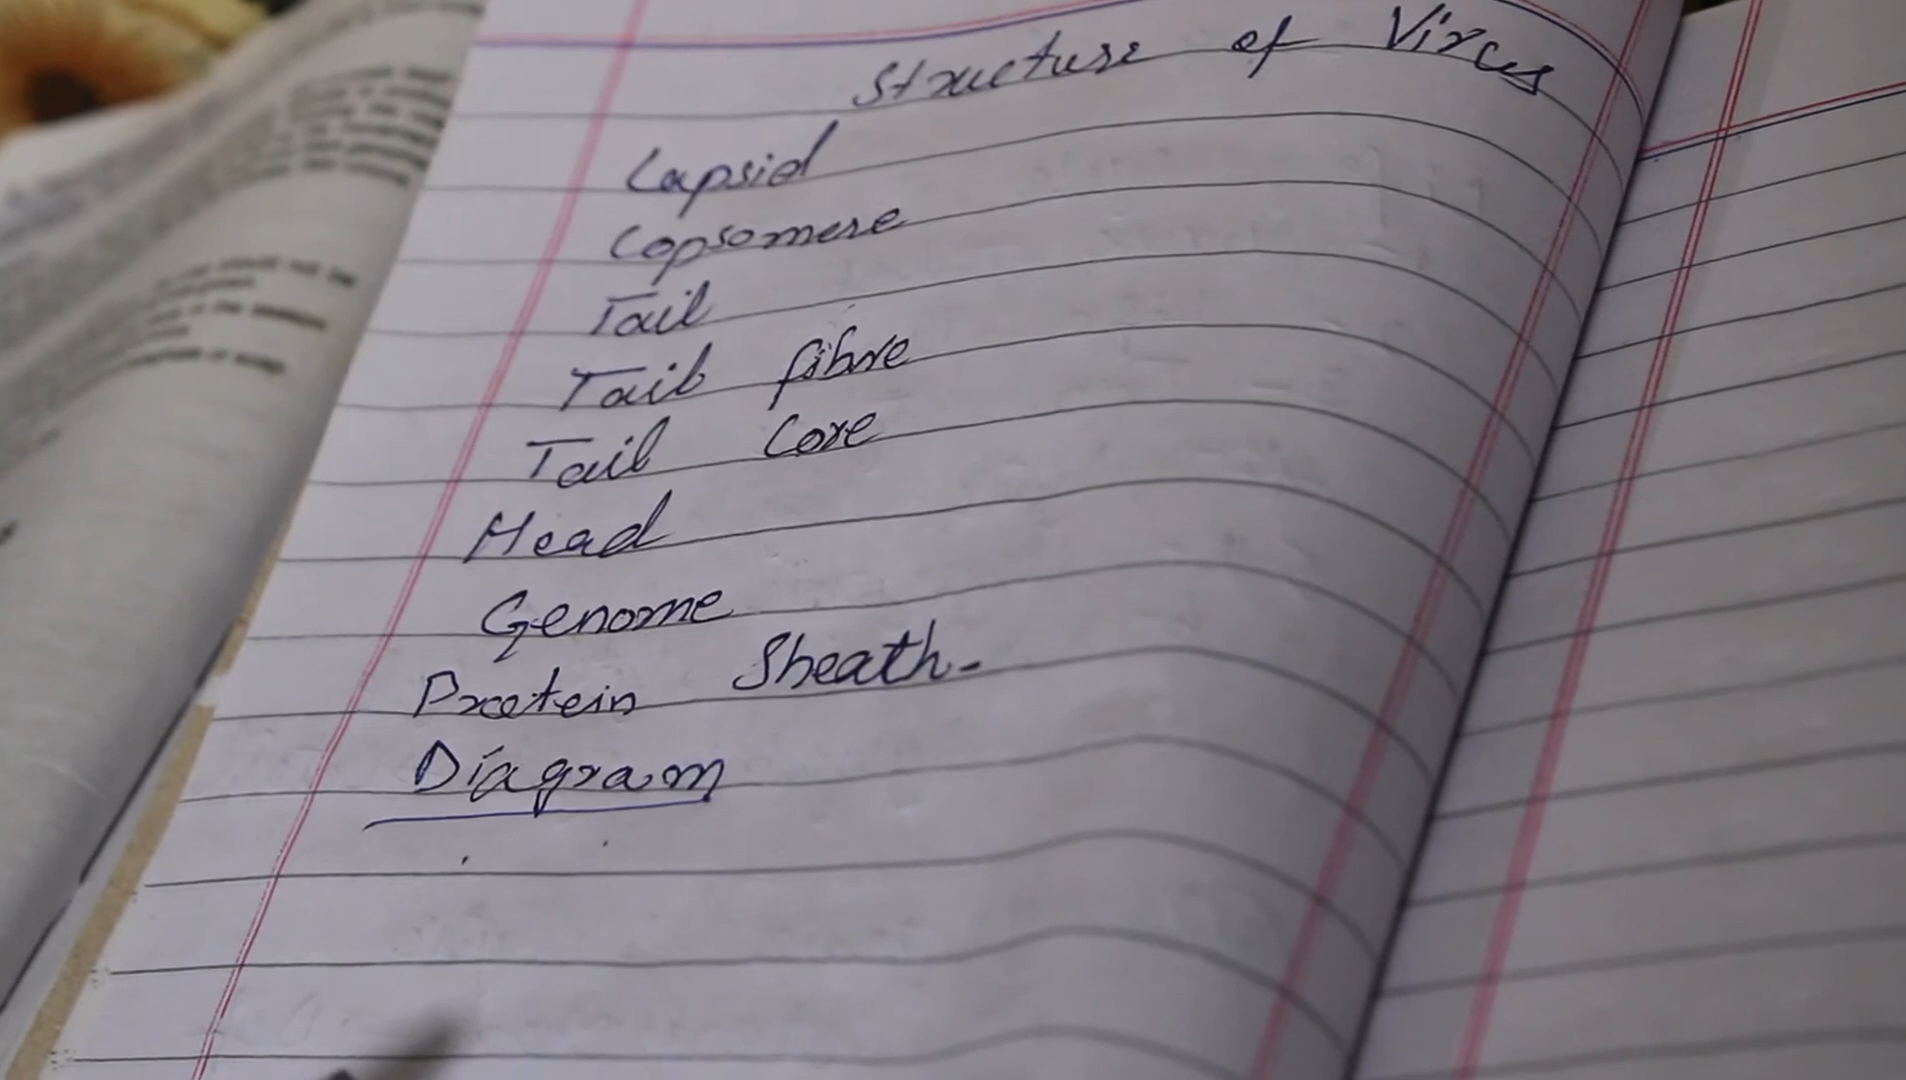 Structure of Virus
Capsid
Capsomere
Tail
Tail fibre
Tail Core
Head
Genome
Protein Sheath-
Diagram